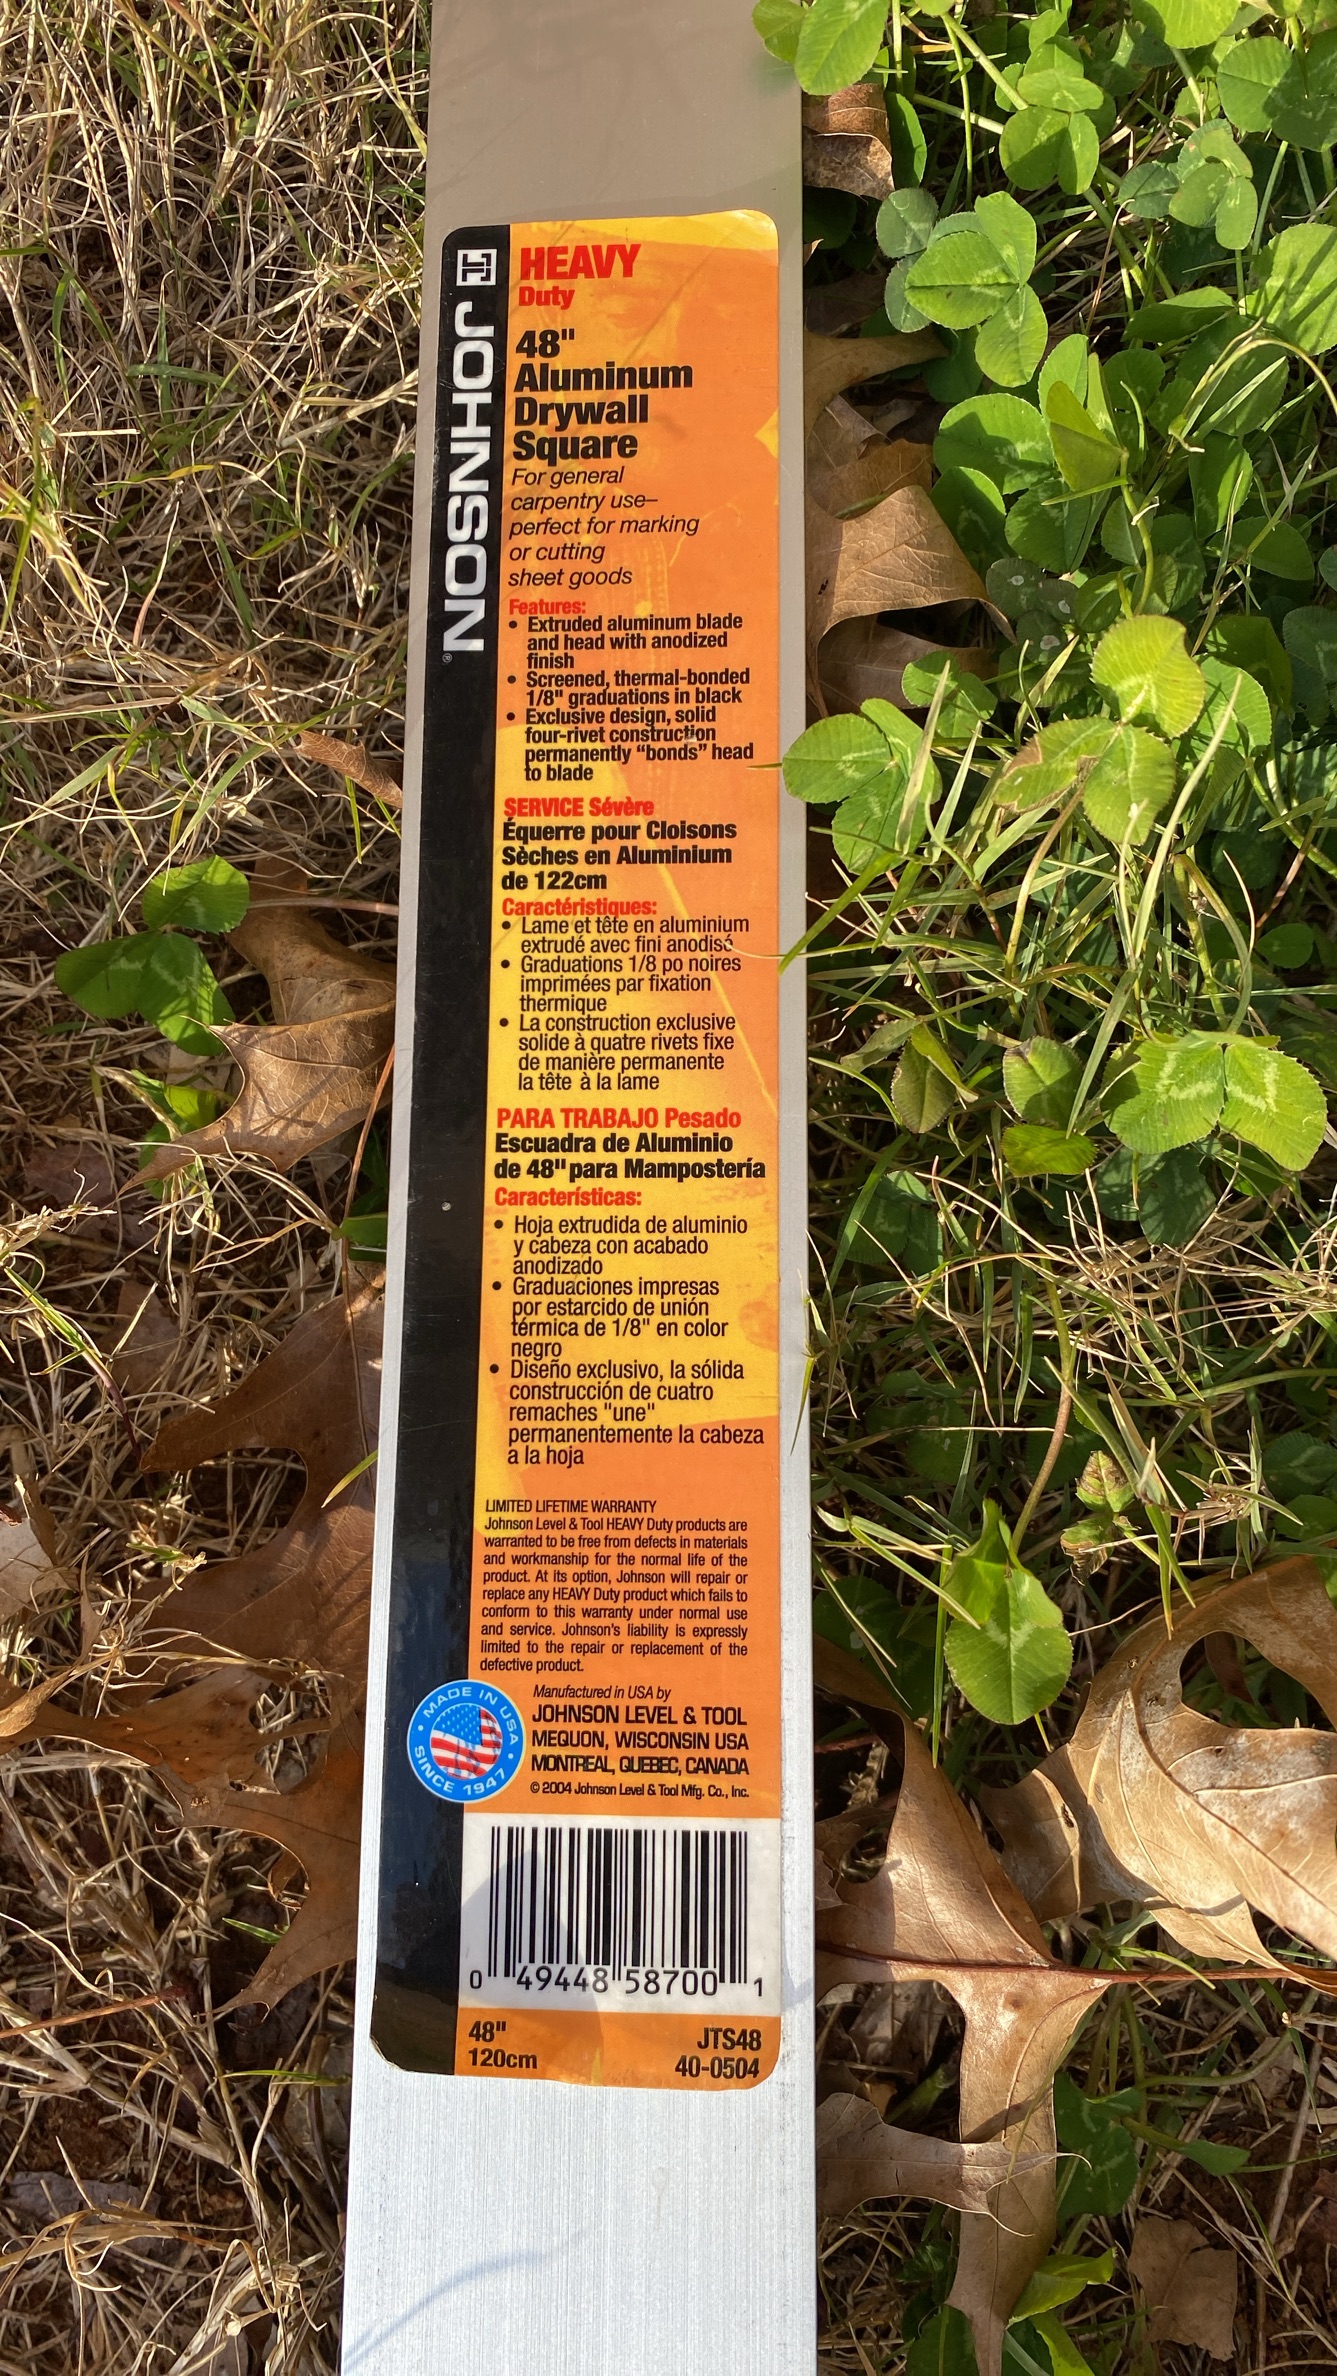 JOHNSON®
HEAVY
Duty
48"
Aluminum
Drywall
Square
For general
carpentry use–
perfect for marking
or cutting
sheet goods
Features:
• Extruded aluminum blade
and head with anodized
finish
• Screened, thermal-bonded
1/8" graduations in black
• Exclusive design, solid
four-rivet construction
permanently “bonds” head
to blade
SERVICE Sévère
Équerre pour Cloisons
Sèches en Aluminium
de 122cm
Caractéristiques:
• Lame et tête en aluminium
extrudé avec fini anodisé
• Graduations 1/8 po noires
imprimées par fixation
thermique
• La construction exclusive
solide à quatre rivets fixe
de manière permanente
la tête à la lame
PARA TRABAJO Pesado
Escuadra de Aluminio
de 48" para Mampostería
Características:
• Hoja extrudida de aluminio
y cabeza con acabado
anodizado
• Graduaciones impresas
por estarcido de unión
térmica de 1/8" en color
negro
• Diseño exclusivo, la sólida
construcción de cuatro
remaches "une"
permanentemente la cabeza
a la hoja
LIMITED LIFETIME WARRANTY
Johnson Level & Tool HEAVY Duty products are
warranted to be free from defects in materials
and workmanship for the normal life of the
product. At its option, Johnson will repair or
replace any HEAVY Duty product which fails to
conform to this warranty under normal use
and service. Johnson's liability is expressly
limited to the repair or replacement of the
defective product.
• MADE IN USA •
SINCE 1947
Manufactured in USA by
JOHNSON LEVEL & TOOL
MEQUON, WISCONSIN USA
MONTREAL, QUEBEC, CANADA
© 2004 Johnson Level & Tool Mfg. Co., Inc.
0 49448 58700 1
48"
120cm
JTS48
40-0504